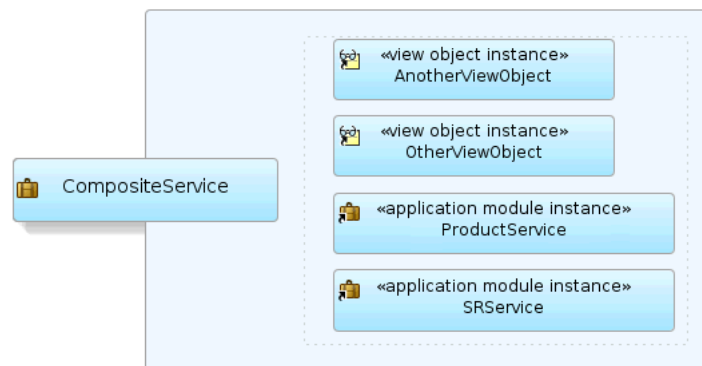 «view object instance»
AnotherViewObject
«view object instance»
OtherViewObject
CompositeService
«application module instance»
ProductService
«application module instance»
SRService